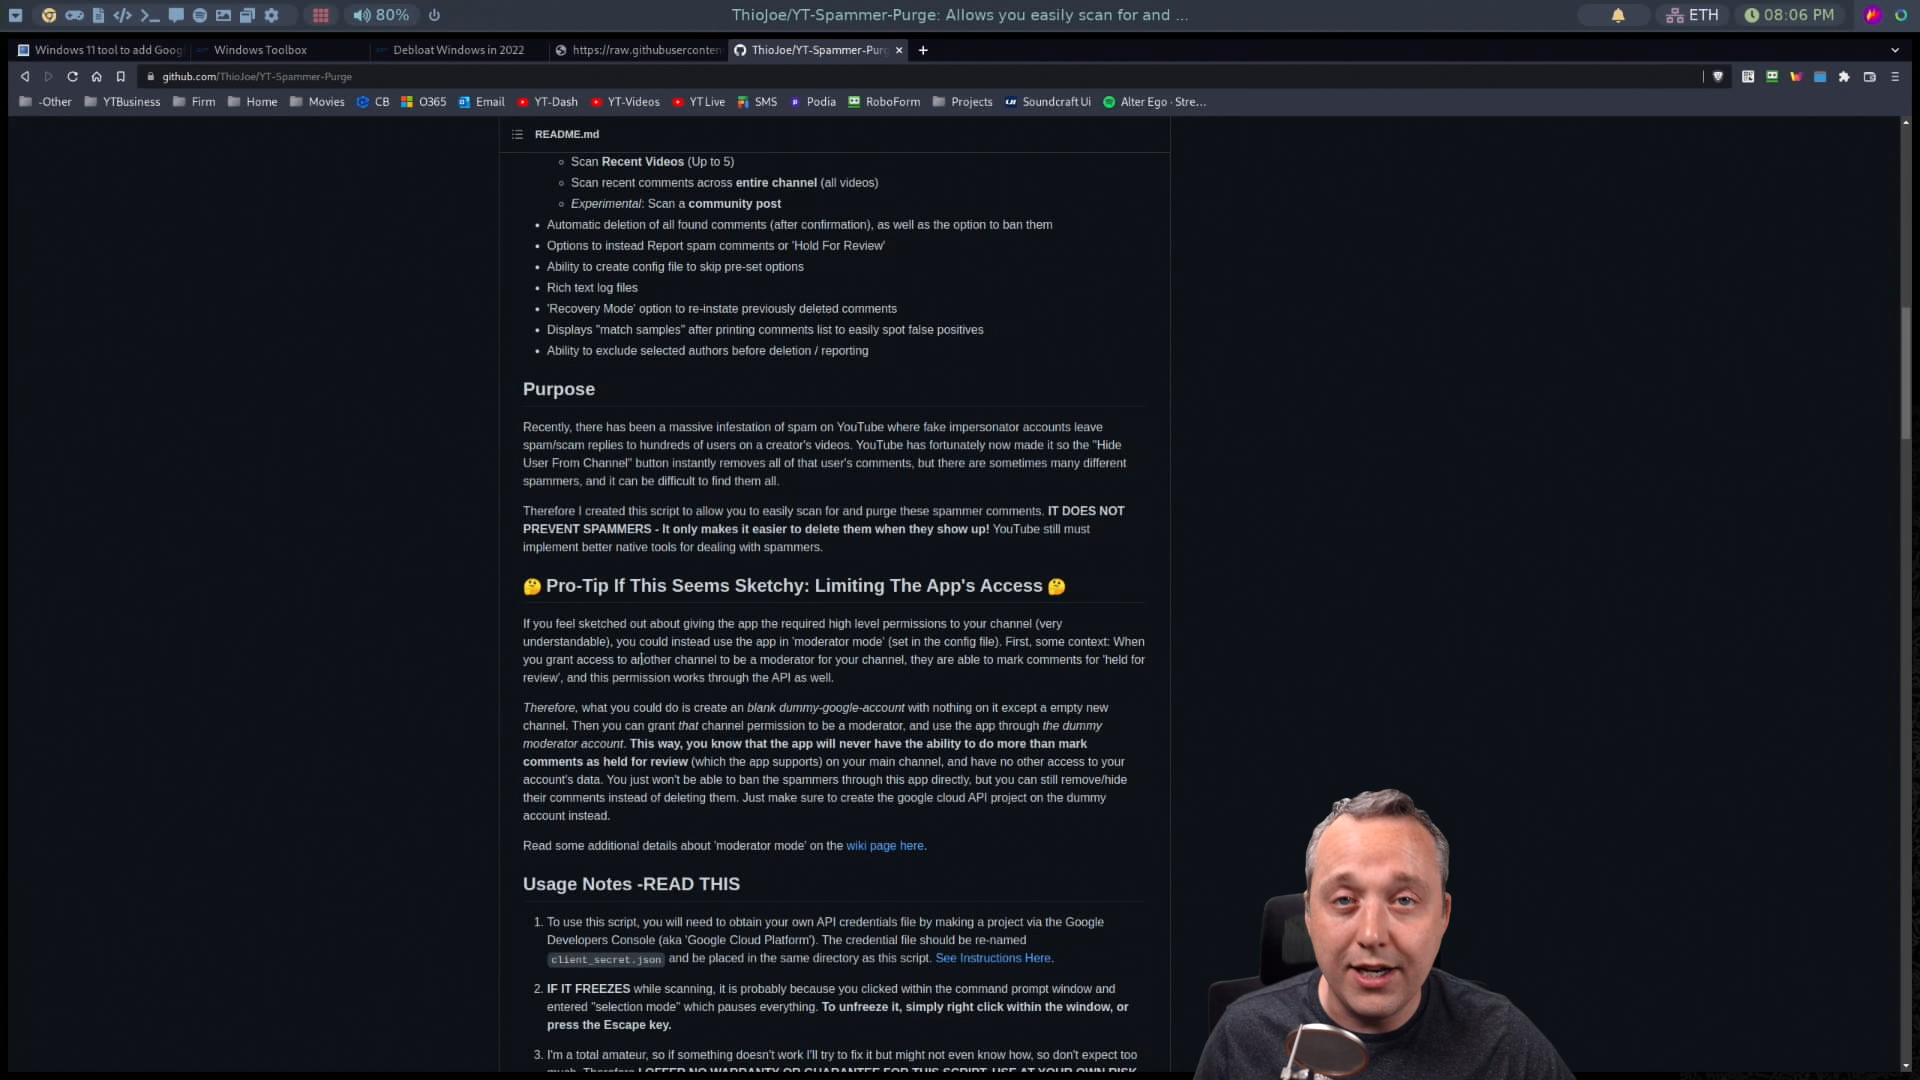 80%
ThioJoe/YT-Spammer-Purge: Allows you easily scan for and ...
ETH
08:06 PM
Windows 11 tool to add Goog
Windows Toolbox
Debloat Windows in 2022
https://raw.githubuserconten
ThioJoe/YT-Spammer-Purg
github.com/ThioJoe/YT-Spammer-Purge
-Other
YTBusiness
Firm
Home
Movies
CB
O365
Email
YT-Dash
YT-Videos
YT Live
SMS
Podia
RoboForm
Projects
Soundcraft Ui
Alter Ego · Stre...
README.md
Scan Recent Videos (Up to 5)
Scan recent comments across entire channel (all videos)
Experimental: Scan a community post
Automatic deletion of all found comments (after confirmation), as well as the option to ban them
Options to instead Report spam comments or 'Hold For Review'
Ability to create config file to skip pre-set options
Rich text log files
'Recovery Mode' option to re-instate previously deleted comments
Displays "match samples" after printing comments list to easily spot false positives
Ability to exclude selected authors before deletion / reporting
Purpose
Recently, there has been a massive infestation of spam on YouTube where fake impersonator accounts leave
spam/scam replies to hundreds of users on a creator's videos. YouTube has fortunately now made it so the "Hide
User From Channel" button instantly removes all of that user's comments, but there are sometimes many different
spammers, and it can be difficult to find them all.
Therefore I created this script to allow you to easily scan for and purge these spammer comments. IT DOES NOT
PREVENT SPAMMERS - It only makes it easier to delete them when they show up! YouTube still must
implement better native tools for dealing with spammers.
🤔 Pro-Tip If This Seems Sketchy: Limiting The App's Access 🤔
If you feel sketched out about giving the app the required high level permissions to your channel (very
understandable), you could instead use the app in 'moderator mode' (set in the config file). First, some context: When
you grant access to another channel to be a moderator for your channel, they are able to mark comments for 'held for
review', and this permission works through the API as well.
Therefore, what you could do is create an blank dummy-google-account with nothing on it except a empty new
channel. Then you can grant that channel permission to be a moderator, and use the app through the dummy
moderator account. This way, you know that the app will never have the ability to do more than mark
comments as held for review (which the app supports) on your main channel, and have no other access to your
account's data. You just won't be able to ban the spammers through this app directly, but you can still remove/hide
their comments instead of deleting them. Just make sure to create the google cloud API project on the dummy
account instead.
Read some additional details about 'moderator mode' on the wiki page here.
Usage Notes -READ THIS
1. To use this script, you will need to obtain your own API credentials file by making a project via the Google
Developers Console (aka 'Google Cloud Platform'). The credential file should be re-named
client_secret.json and be placed in the same directory as this script. See Instructions Here.
2. IF IT FREEZES while scanning, it is probably because you clicked within the command prompt window and
entered "selection mode" which pauses everything. To unfreeze it, simply right click within the window, or
press the Escape key.
3. I'm a total amateur, so if something doesn't work I'll try to fix it but might not even know how, so don't expect too
much. Therefore I OFFER NO WARRANTY OR GUARANTEE FOR THIS SCRIPT. USE AT YOUR OWN RISK.